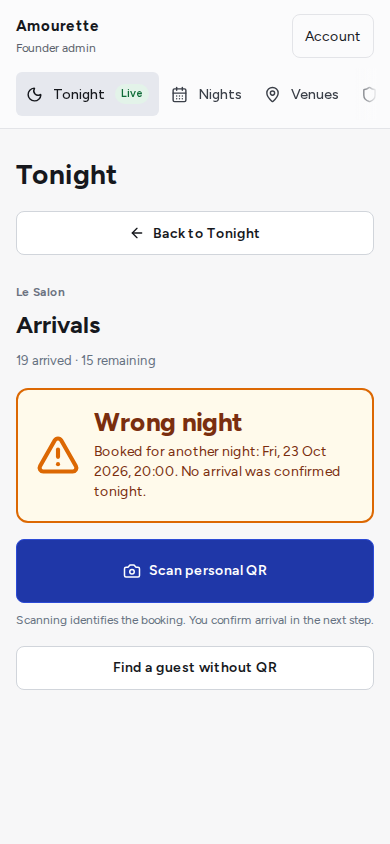 Amourette
Founder admin
Account
Tonight Live
Nights
Venues
Tonight
Back to Tonight
Le Salon
Arrivals
19 arrived · 15 remaining
Wrong night
Booked for another night: Fri, 23 Oct
2026, 20:00. No arrival was confirmed
tonight.
Scan personal QR
Scanning identifies the booking. You confirm arrival in the next step.
Find a guest without QR